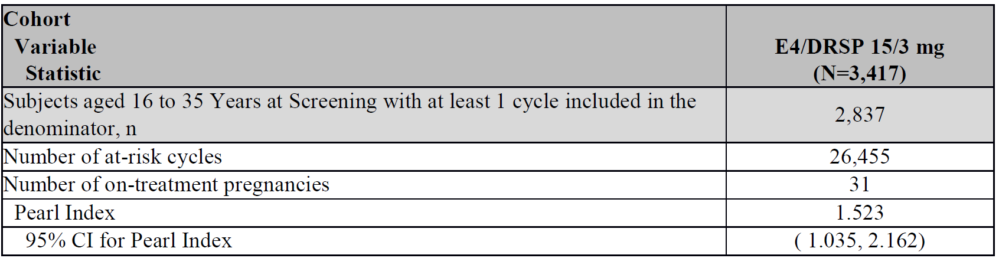 Cohort
Variable
Statistic
E4/DRSP 15/3 mg
(N=3,417)
Subjects aged 16 to 35 Years at Screening with at least 1 cycle included in the
denominator, n
2,837
Number of at-risk cycles
26,455
Number of on-treatment pregnancies
31
Pearl Index
1.523
95% CI for Pearl Index
( 1.035, 2.162)